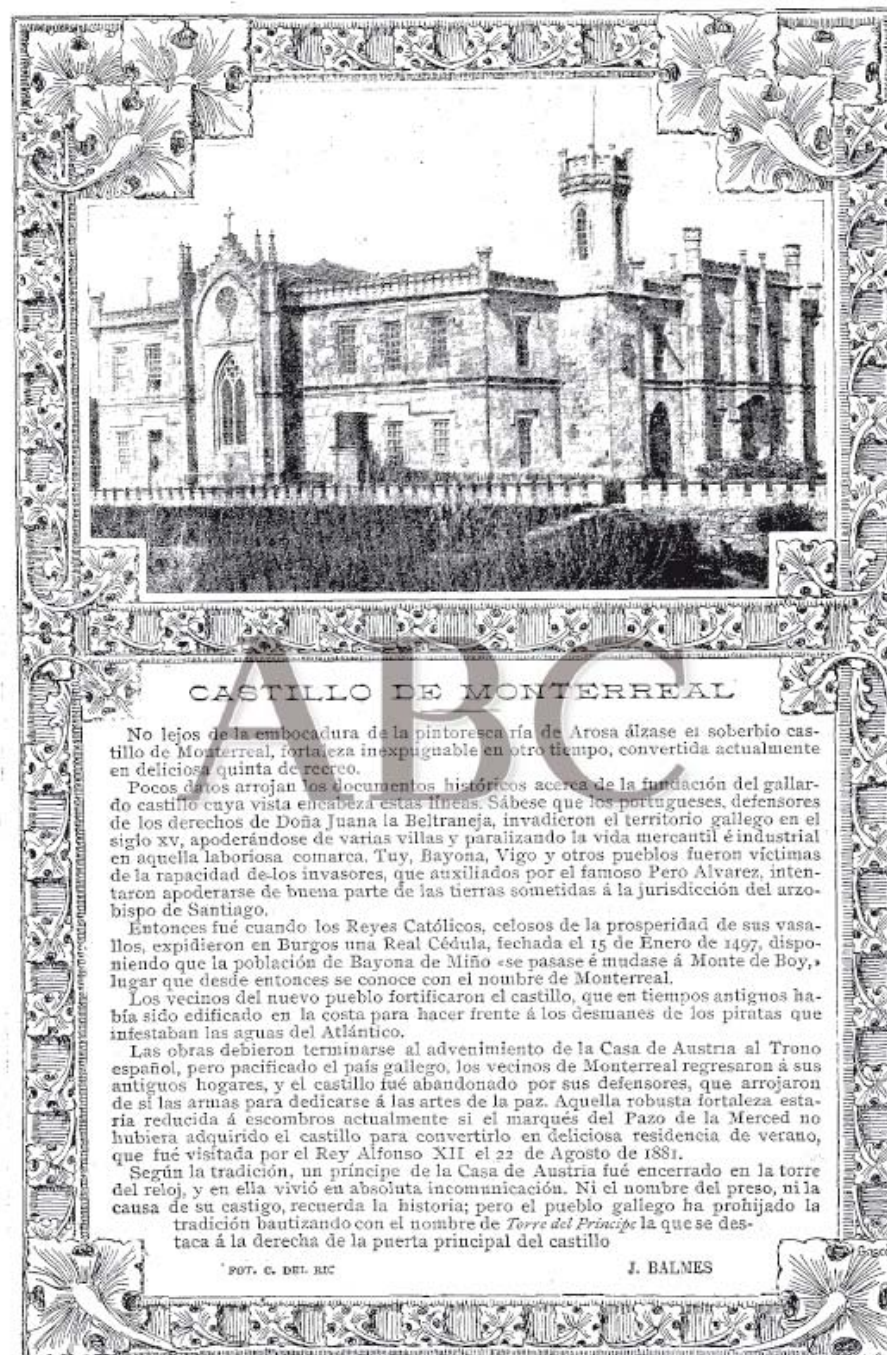 CASTILLO DE MONTERREAL
No lejos de la embocadura de la pintoresca ría de Arosa álzase el soberbio cas-
tillo de Monterreal, fortaleza inexpugnable en otro tiempo, convertida actualmente
en deliciosa quinta de recreo.
Pocos datos arrojan los documentos históricos acerca de la fundación del gallar-
do castillo cuya vista encabeza estas líneas. Sábese que los portugueses, defensores
de los derechos de Doña Juana la Beltraneja, invadieron el territorio gallego en el
siglo XV, apoderándose de varias villas y paralizando la vida mercantil é industrial
en aquella laboriosa comarca. Tuy, Bayona, Vigo y otros pueblos fueron víctimas
de la rapacidad de los invasores, que auxiliados por el famoso Pero Alvarez, inten-
taron apoderarse de buena parte de las tierras sometidas á la jurisdicción del arzo-
bispo de Santiago.
Entonces fué cuando los Reyes Católicos, celosos de la prosperidad de sus vasa-
llos, expidieron en Burgos una Real Cédula, fechada el 15 de Enero de 1497, dispo-
niendo que la población de Bayona de Miño «se pasase é mudase á Monte de Boy,»
lugar que desde entonces se conoce con el nombre de Monterreal.
Los vecinos del nuevo pueblo fortificaron el castillo, que en tiempos antiguos ha-
bía sido edificado en la costa para hacer frente á los desmanes de los piratas que
infestaban las aguas del Atlántico.
Las obras debieron terminarse al advenimiento de la Casa de Austria al Trono
español, pero pacificado el país gallego, los vecinos de Monterreal regresaron á sus
antiguos hogares, y el castillo fué abandonado por sus defensores, que arrojaron
de sí las armas para dedicarse á las artes de la paz. Aquella robusta fortaleza esta-
ría reducida á escombros actualmente si el marqués del Pazo de la Merced no
hubiera adquirido el castillo para convertirlo en deliciosa residencia de verano,
que fué visitada por el Rey Alfonso XII el 22 de Agosto de 1881.
Según la tradición, un príncipe de la Casa de Austria fué encerrado en la torre
del reloj, y en ella vivió en absoluta incomunicación. Ni el nombre del preso, ni la
causa de su castigo, recuerda la historia; pero el pueblo gallego ha prohijado la
tradición bautizando con el nombre de Torre del Príncipe la que se des-
taca á la derecha de la puerta principal del castillo
FOT. C. DEL RIC
J. BALMES
ABC